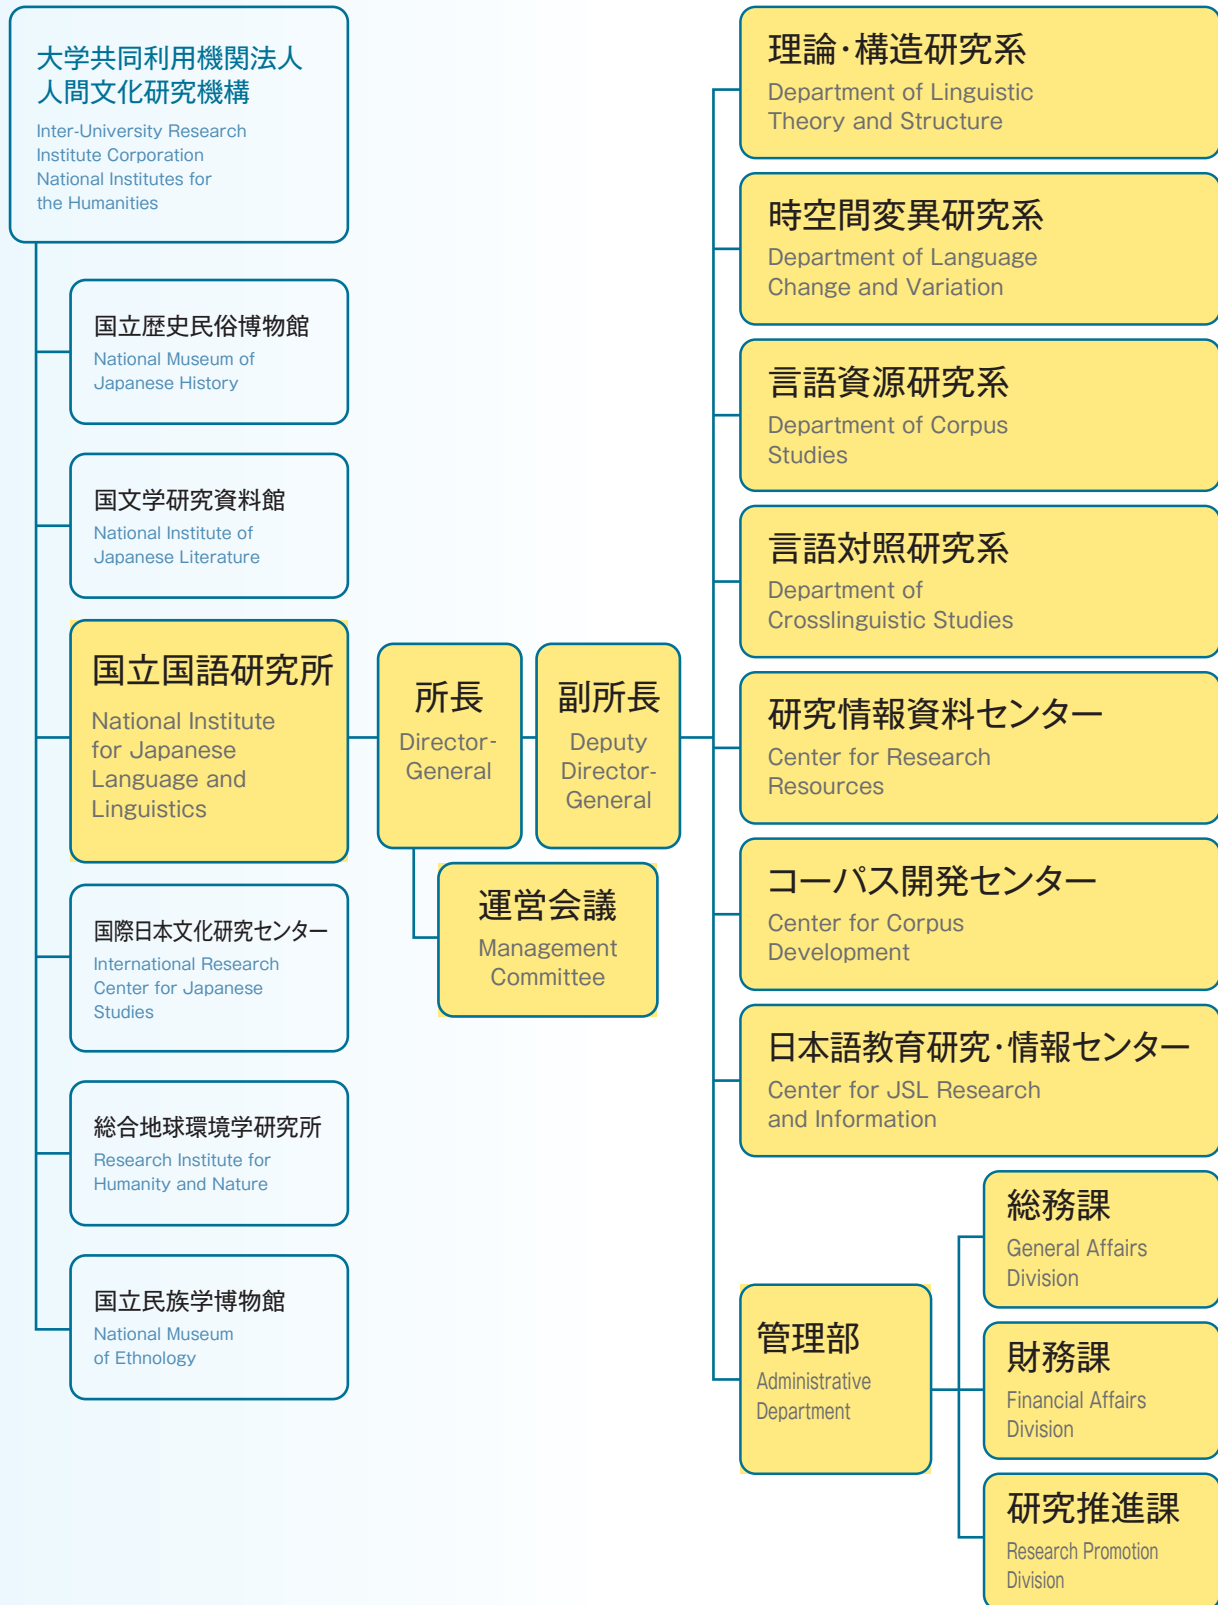 大学共同利用機関法人
人間文化研究機構
Inter-University Research
Institute Corporation
National Institutes for
the Humanities
国立歴史民俗博物館
National Museum of
Japanese History
国文学研究資料館
National Institute of
Japanese Literature
国立国語研究所
National Institute
for Japanese
Language and
Linguistics
国際日本文化研究センター
International Research
Center for Japanese
Studies
総合地球環境学研究所
Research Institute for
Humanity and Nature
国立民族学博物館
National Museum
of Ethnology
所長
Director-
General
副所長
Deputy
Director-
General
運営会議
Management
Committee
理論・構造研究系
Department of Linguistic
Theory and Structure
時空間変異研究系
Department of Language
Change and Variation
言語資源研究系
Department of Corpus
Studies
言語対照研究系
Department of
Crosslinguistic Studies
研究情報資料センター
Center for Research
Resources
コーパス開発センター
Center for Corpus
Development
日本語教育研究・情報センター
Center for JSL Research
and Information
管理部
Administrative
Department
総務課
General Affairs
Division
財務課
Financial Affairs
Division
研究推進課
Research Promotion
Division